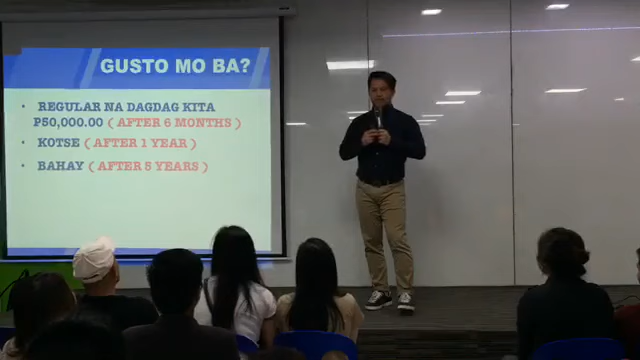 GUSTO MO BA?
• REGULAR NA DAGDAG KITA
P50,000.00 ( AFTER 6 MONTHS )
• KOTSE ( AFTER 1 YEAR )
• BAHAY ( AFTER 5 YEARS )